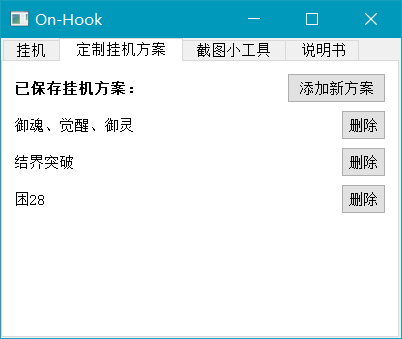 On-Hook
挂机 定制挂机方案 截图小工具 说明书
已保存挂机方案： 添加新方案
御魂、觉醒、御灵 删除
结界突破 删除
困28 删除